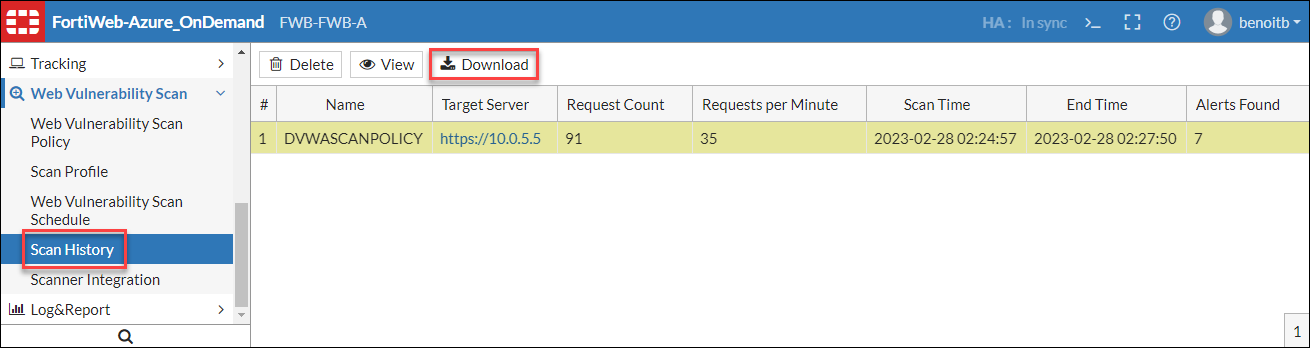 FortiWeb-Azure_OnDemand FWB-FWB-A HA : In sync >_ benoitb
Tracking
Web Vulnerability Scan
Web Vulnerability Scan
Policy
Scan Profile
Web Vulnerability Scan
Schedule
Scan History
Scanner Integration
Log&Report
Delete View Download
# Name Target Server Request Count Requests per Minute Scan Time End Time Alerts Found
1 DVWASCANPOLICY https://10.0.5.5 91 35 2023-02-28 02:24:57 2023-02-28 02:27:50 7
1